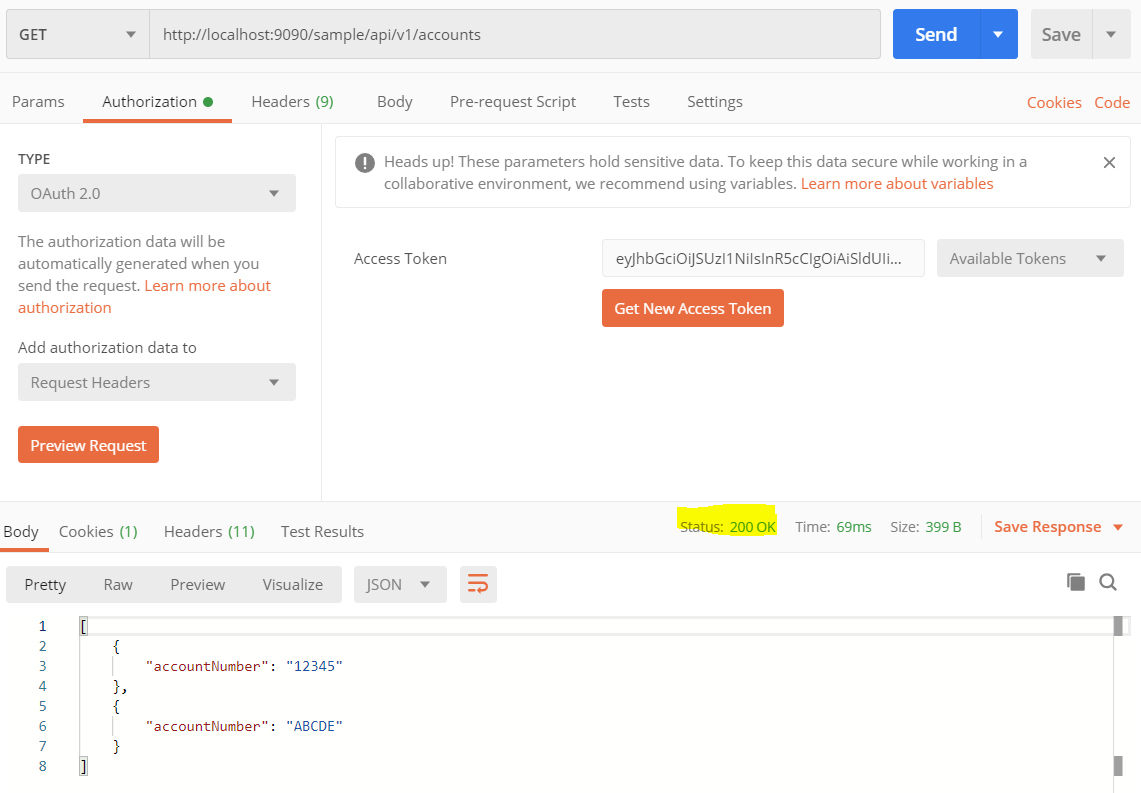 GET http://localhost:9090/sample/api/v1/accounts Send Save
Params Authorization Headers (9) Body Pre-request Script Tests Settings Cookies Code
TYPE
OAuth 2.0
The authorization data will be
automatically generated when you
send the request. Learn more about
authorization
Add authorization data to
Request Headers
Preview Request
Heads up! These parameters hold sensitive data. To keep this data secure while working in a
collaborative environment, we recommend using variables. Learn more about variables
Access Token eyJhbGciOiJSUzI1NiIsInR5cCIgOiAiSldUIi... Available Tokens
Get New Access Token
Body Cookies (1) Headers (11) Test Results Status: 200 OK Time: 69ms Size: 399 B Save Response
Pretty Raw Preview Visualize JSON
1 [
2 {
3 "accountNumber": "12345"
4 },
5 {
6 "accountNumber": "ABCDE"
7 }
8 ]